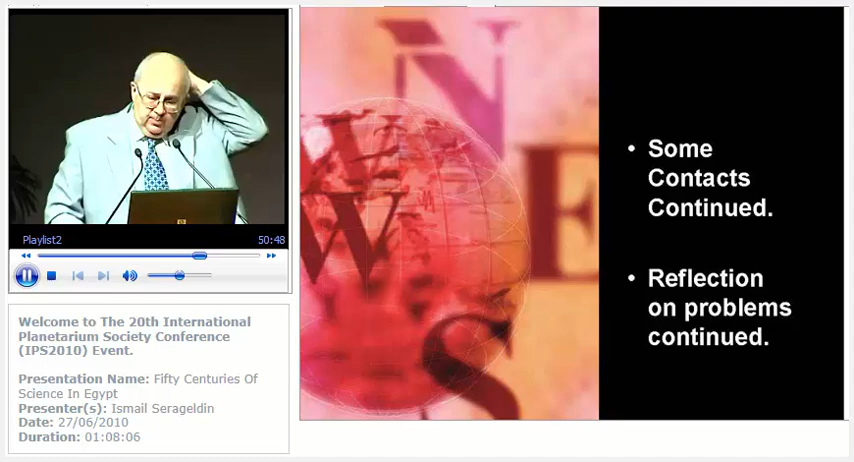 Playlist2 50:48
Welcome to The 20th International
Planetarium Society Conference
(IPS2010) Event.
Presentation Name: Fifty Centuries Of
Science In Egypt
Presenter(s): Ismail Serageldin
Date: 27/06/2010
Duration: 01:08:06
N
W
W
E
S
• Some
Contacts
Continued.
• Reflection
on problems
continued.